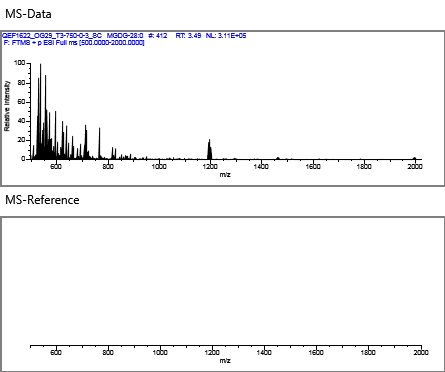 MS-Data
QEF1622_OG29_T3-750-0-3_BC MGDG-28:0 #: 412 RT: 3.49 NL: 3.11E+05
F: FTMS + p ESI Full ms [500.0000-2000.0000]
100
80
60
40
20
0
Relative Intensity
600 800 1000 1200 1400 1600 1800 2000
m/z
MS-Reference
600 800 1000 1200 1400 1600 1800 2000
m/z